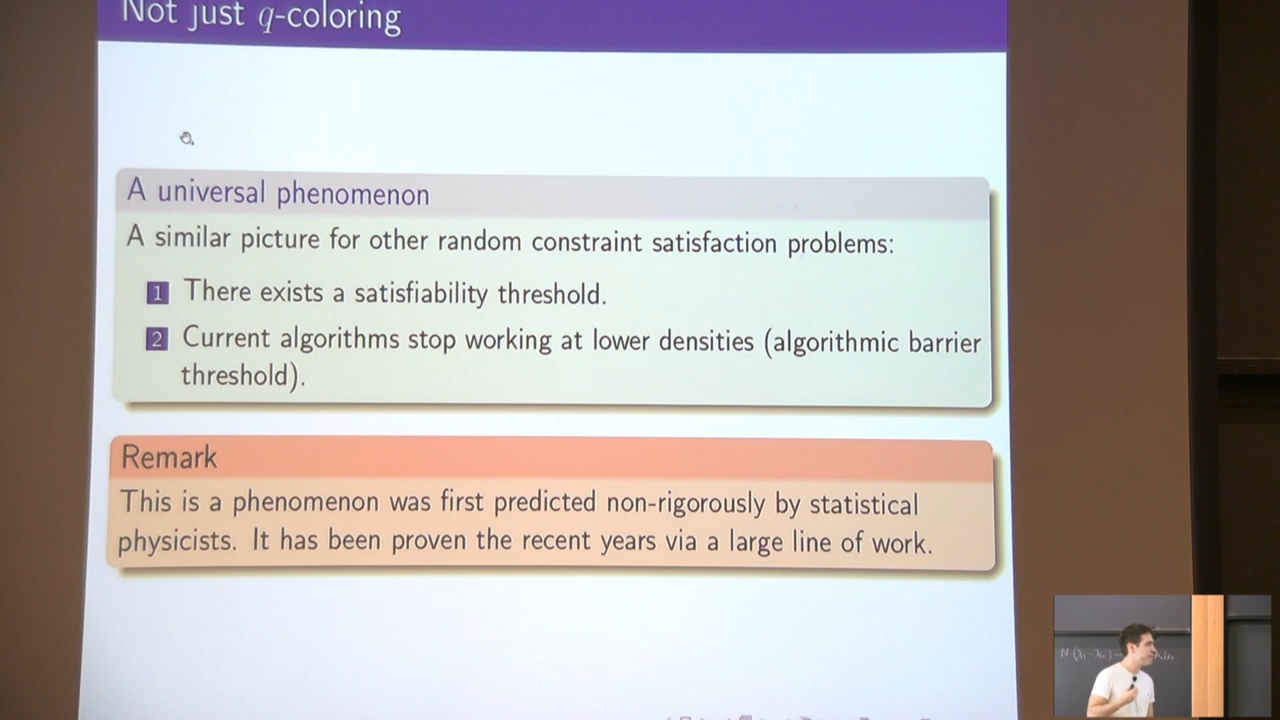 Not just q-coloring
A universal phenomenon
A similar picture for other random constraint satisfaction problems:
1 There exists a satisfiability threshold.
2 Current algorithms stop working at lower densities (algorithmic barrier
threshold).
Remark
This is a phenomenon was first predicted non-rigorously by statistical
physicists. It has been proven the recent years via a large line of work.